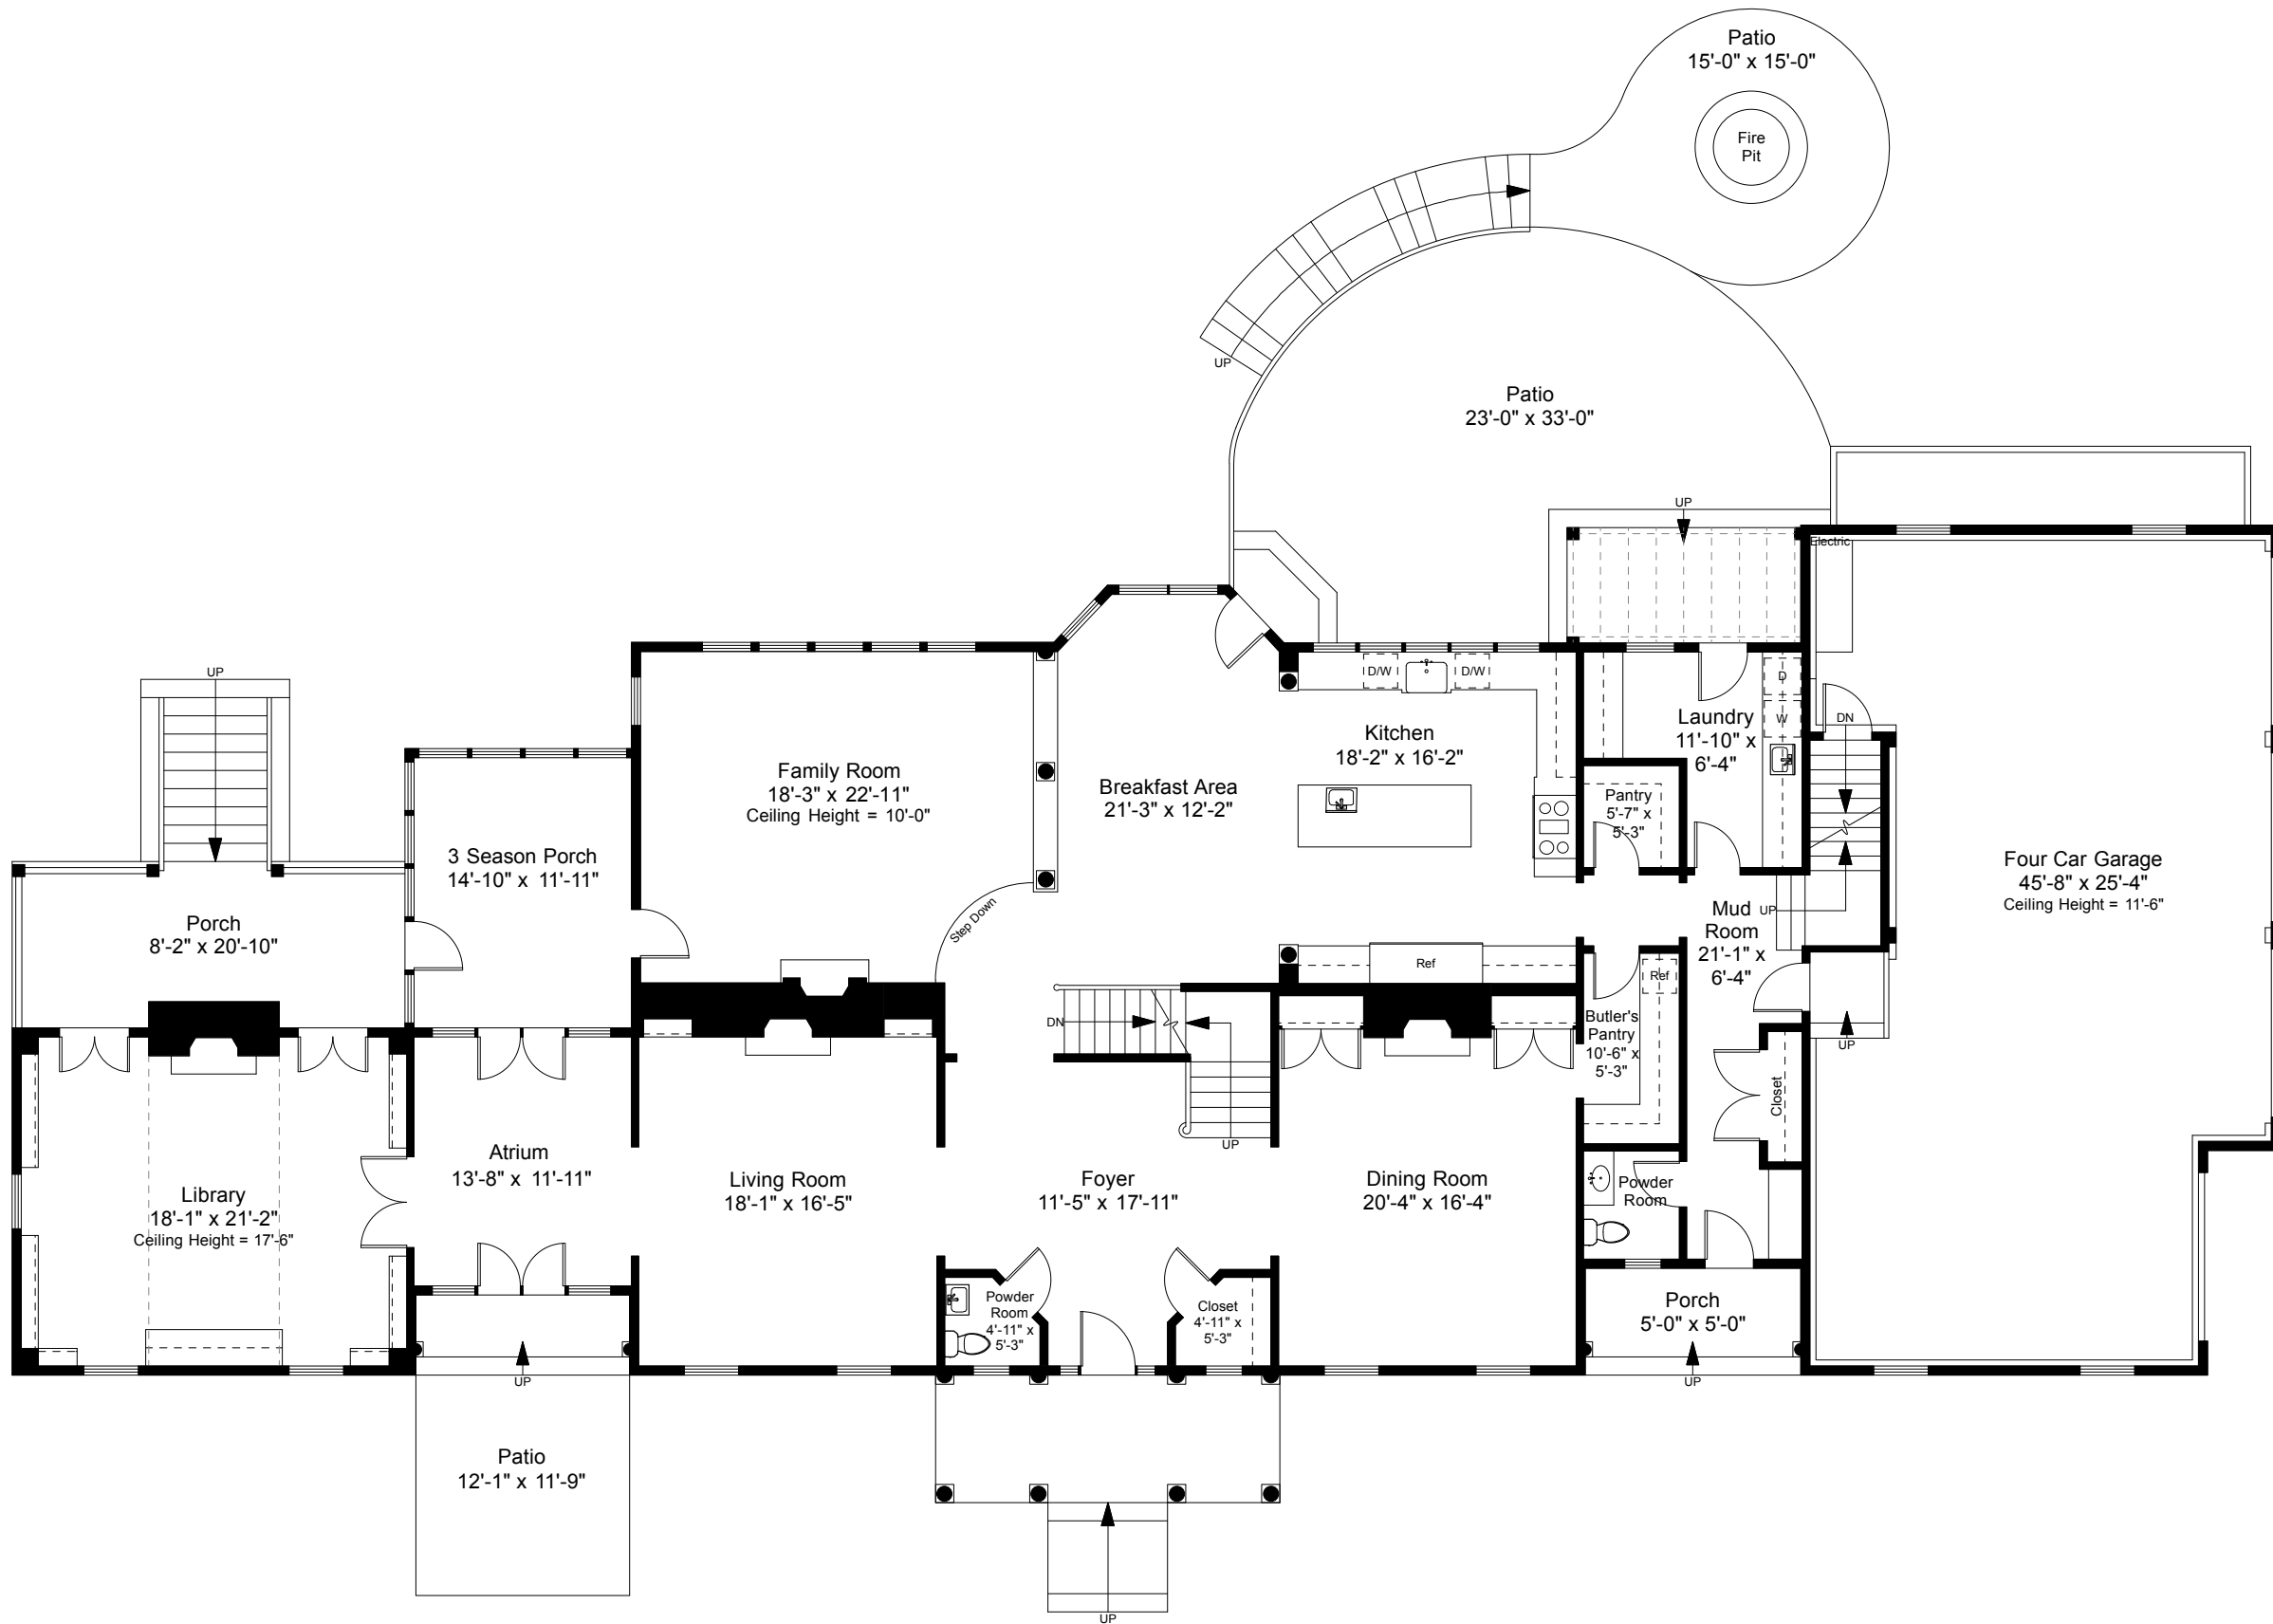 Patio
15'-0" x 15'-0"
Fire
Pit
UP
Patio
23'-0" x 33'-0"
UP
Electric
UP
D/W
D/W
D
W
DN
Laundry
11'-10" x
6'-4"
Kitchen
18'-2" x 16'-2"
Family Room
18'-3" x 22'-11"
Ceiling Height = 10'-0"
Breakfast Area
21'-3" x 12'-2"
Pantry
5'-7" x
5'-3"
3 Season Porch
14'-10" x 11'-11"
Four Car Garage
45'-8" x 25'-4"
Ceiling Height = 11'-6"
Porch
8'-2" x 20'-10"
Step Down
UP
Mud
Room
21'-1" x
6'-4"
Ref
Ref
DN
Butler's
Pantry
10'-6" x
5'-3"
UP
Closet
UP
Atrium
13'-8" x 11'-11"
Living Room
18'-1" x 16'-5"
Foyer
11'-5" x 17'-11"
Dining Room
20'-4" x 16'-4"
Powder
Room
Library
18'-1" x 21'-2"
Ceiling Height = 17'-6"
Powder
Room
4'-11" x
5'-3"
Closet
4'-11" x
5'-3"
Porch
5'-0" x 5'-0"
UP
UP
Patio
12'-1" x 11'-9"
UP